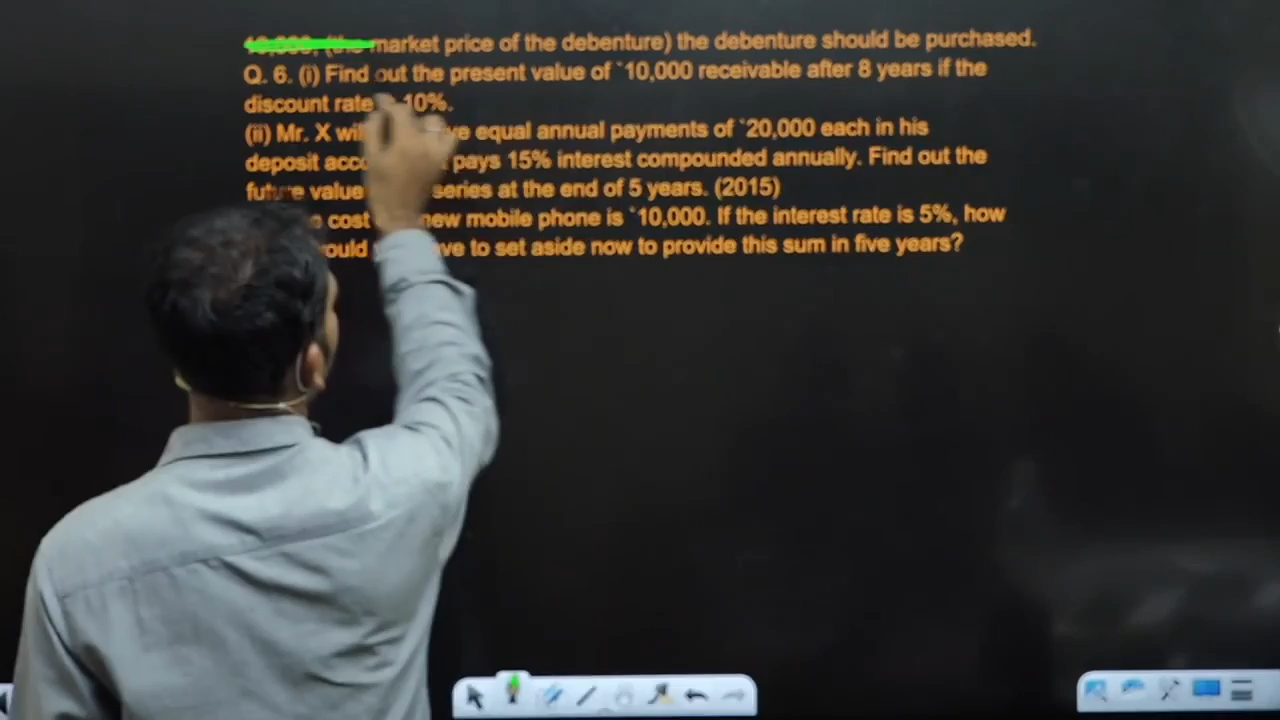 market price of the debenture) the debenture should be purchased.
Q. 6. (i) Find out the present value of `10,000 receivable after 8 years if the
discount rate 10%.
(ii) Mr. X equal annual payments of `20,000 each in his
deposit pays 15% interest compounded annually. Find out the
future value series at the end of 5 years. (2015)
cost new mobile phone is `10,000. If the interest rate is 5%, how
to set aside now to provide this sum in five years?